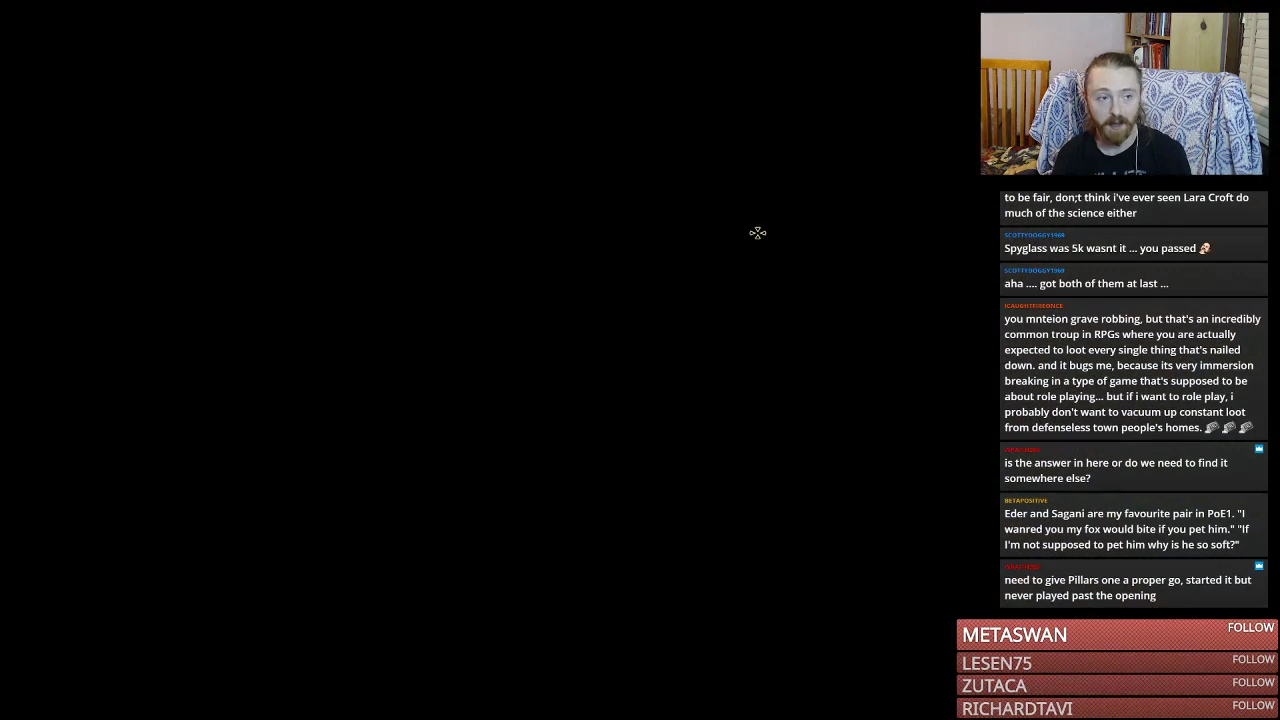 to be fair, don;t think i've ever seen Lara Croft do
much of the science either
SCOTTYDOGGY1969
Spyglass was 5k wasnt it ... you passed
SCOTTYDOGGY1969
aha .... got both of them at last ...
ICAUGHTFIREONCE
you mnteion grave robbing, but that's an incredibly
common troup in RPGs where you are actually
expected to loot every single thing that's nailed
down. and it bugs me, because its very immersion
breaking in a type of game that's supposed to be
about role playing... but if i want to role play, i
probably don't want to vacuum up constant loot
from defenseless town people's homes.
is the answer in here or do we need to find it
somewhere else?
BETAPOSITIVE
Eder and Sagani are my favourite pair in PoE1. "I
wanred you my fox would bite if you pet him." "If
I'm not supposed to pet him why is he so soft?"
need to give Pillars one a proper go, started it but
never played past the opening
METASWAN FOLLOW
LESEN75 FOLLOW
ZUTACA FOLLOW
RICHARDTAVI FOLLOW